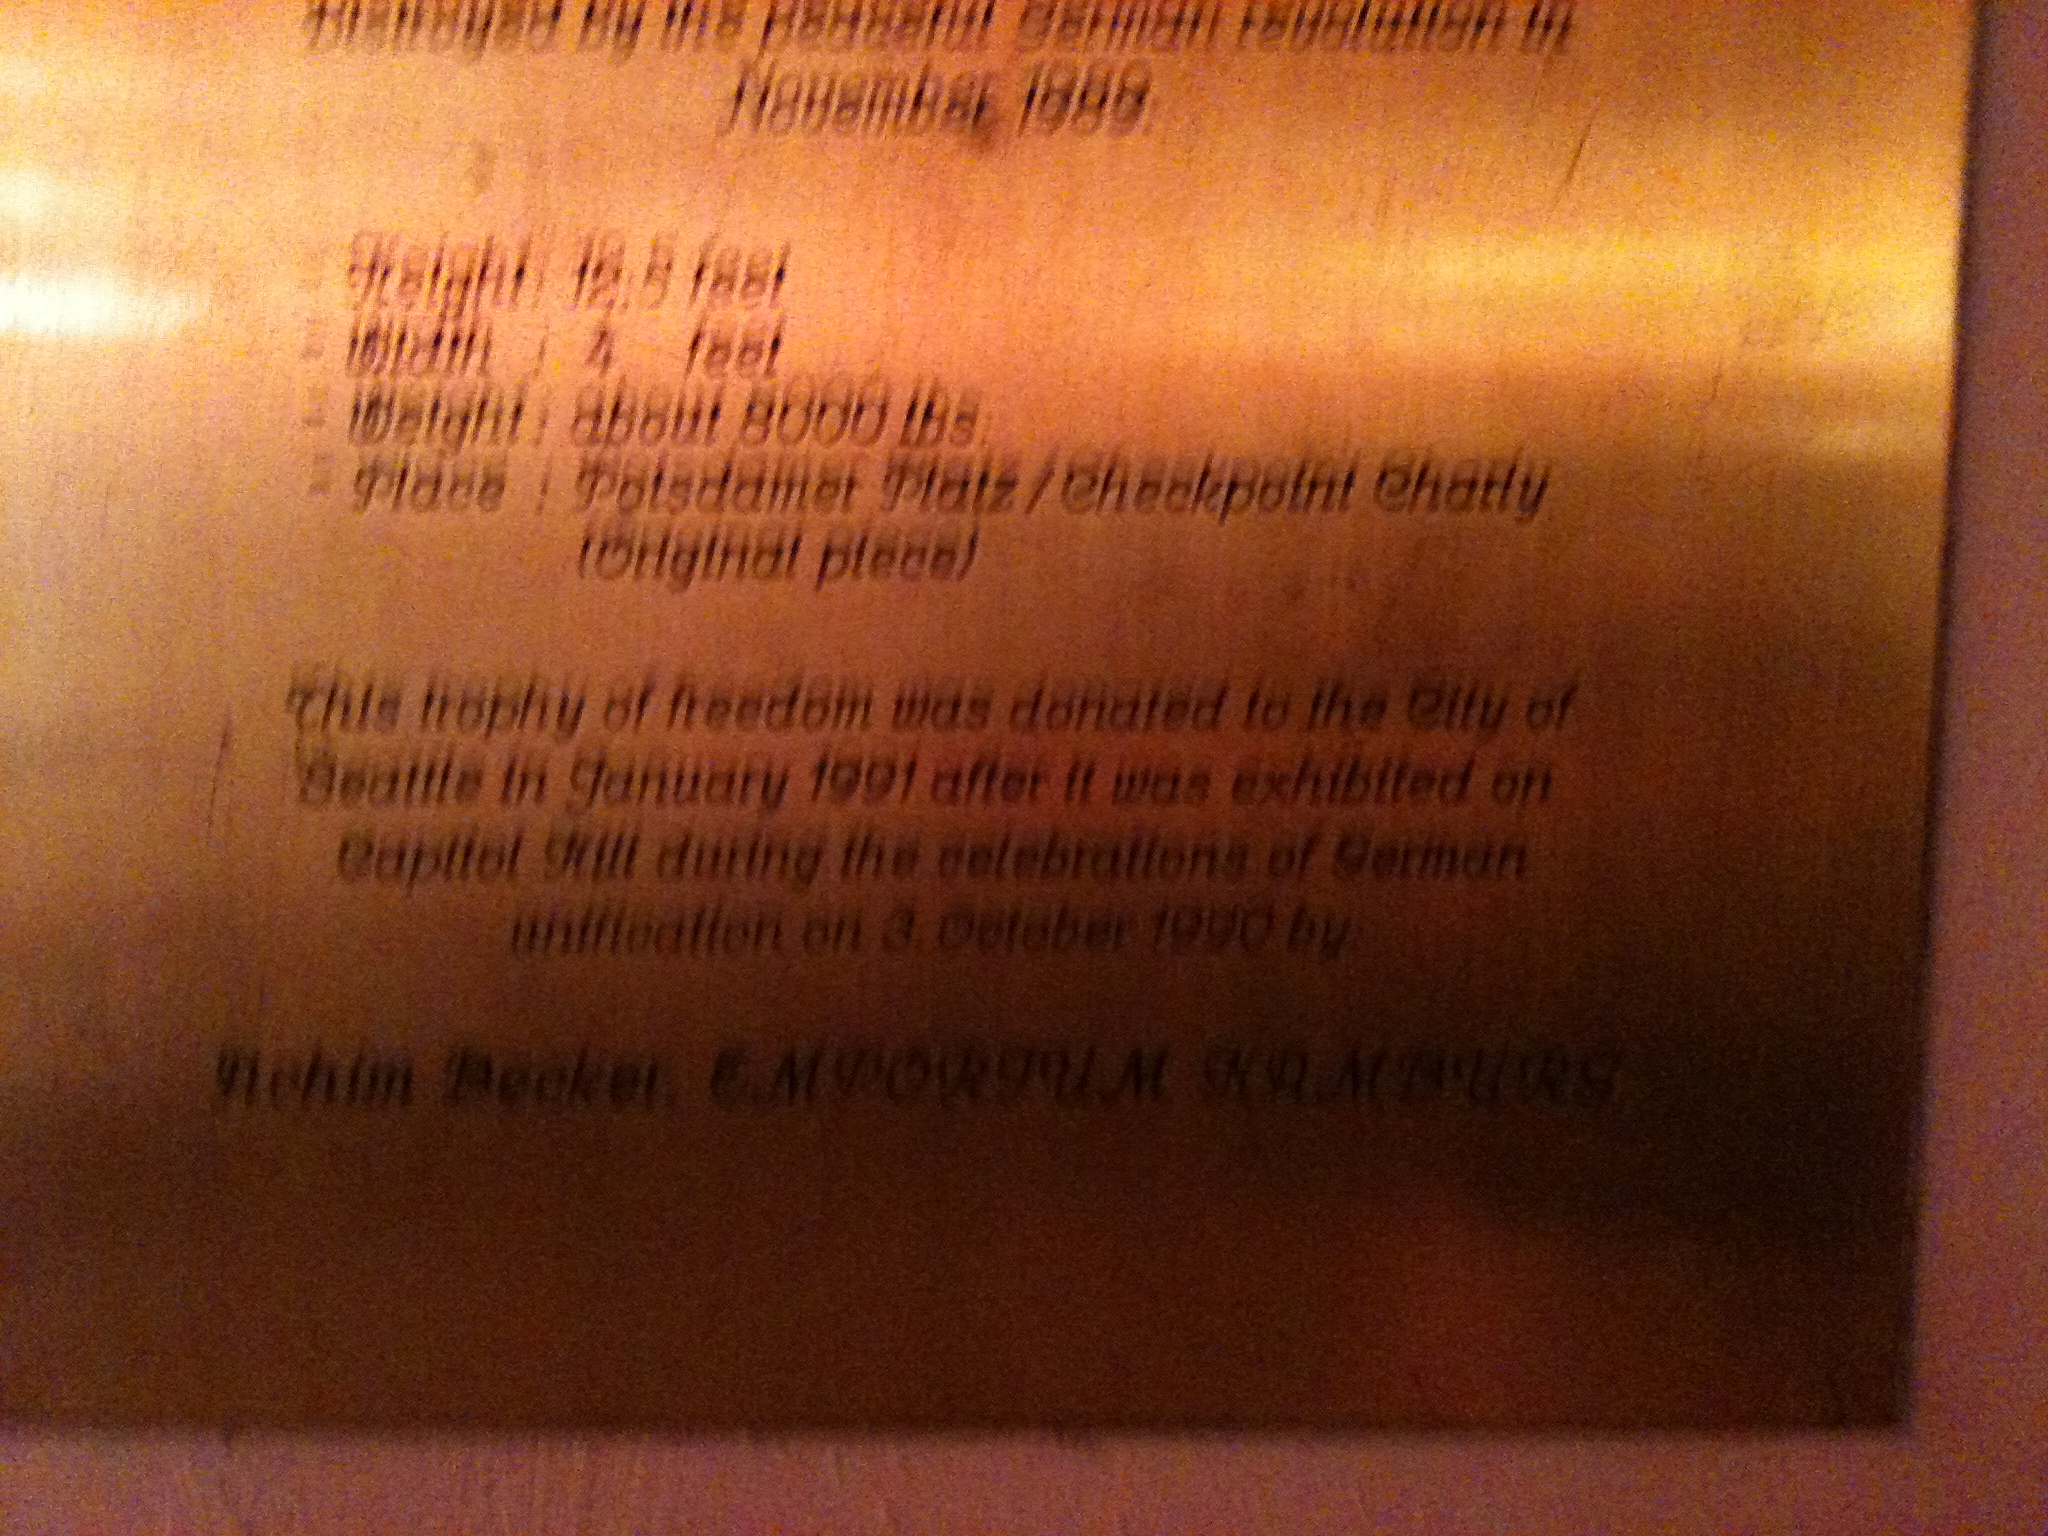 Destroyed by the peaceful German revolution in
November 1989.
Height : 12.5 feet
Width : 4 feet
Weight : about 8000 lbs.
Place : Potsdamer Platz/Checkpoint Charly
(Original piece)
This trophy of freedom was donated to the City of
Seattle in January 1991 after it was exhibited on
Capitol Hill during the celebrations of German
unification on 3. October 1990 by
Achim Becker, EMPORIUM HAMBURG